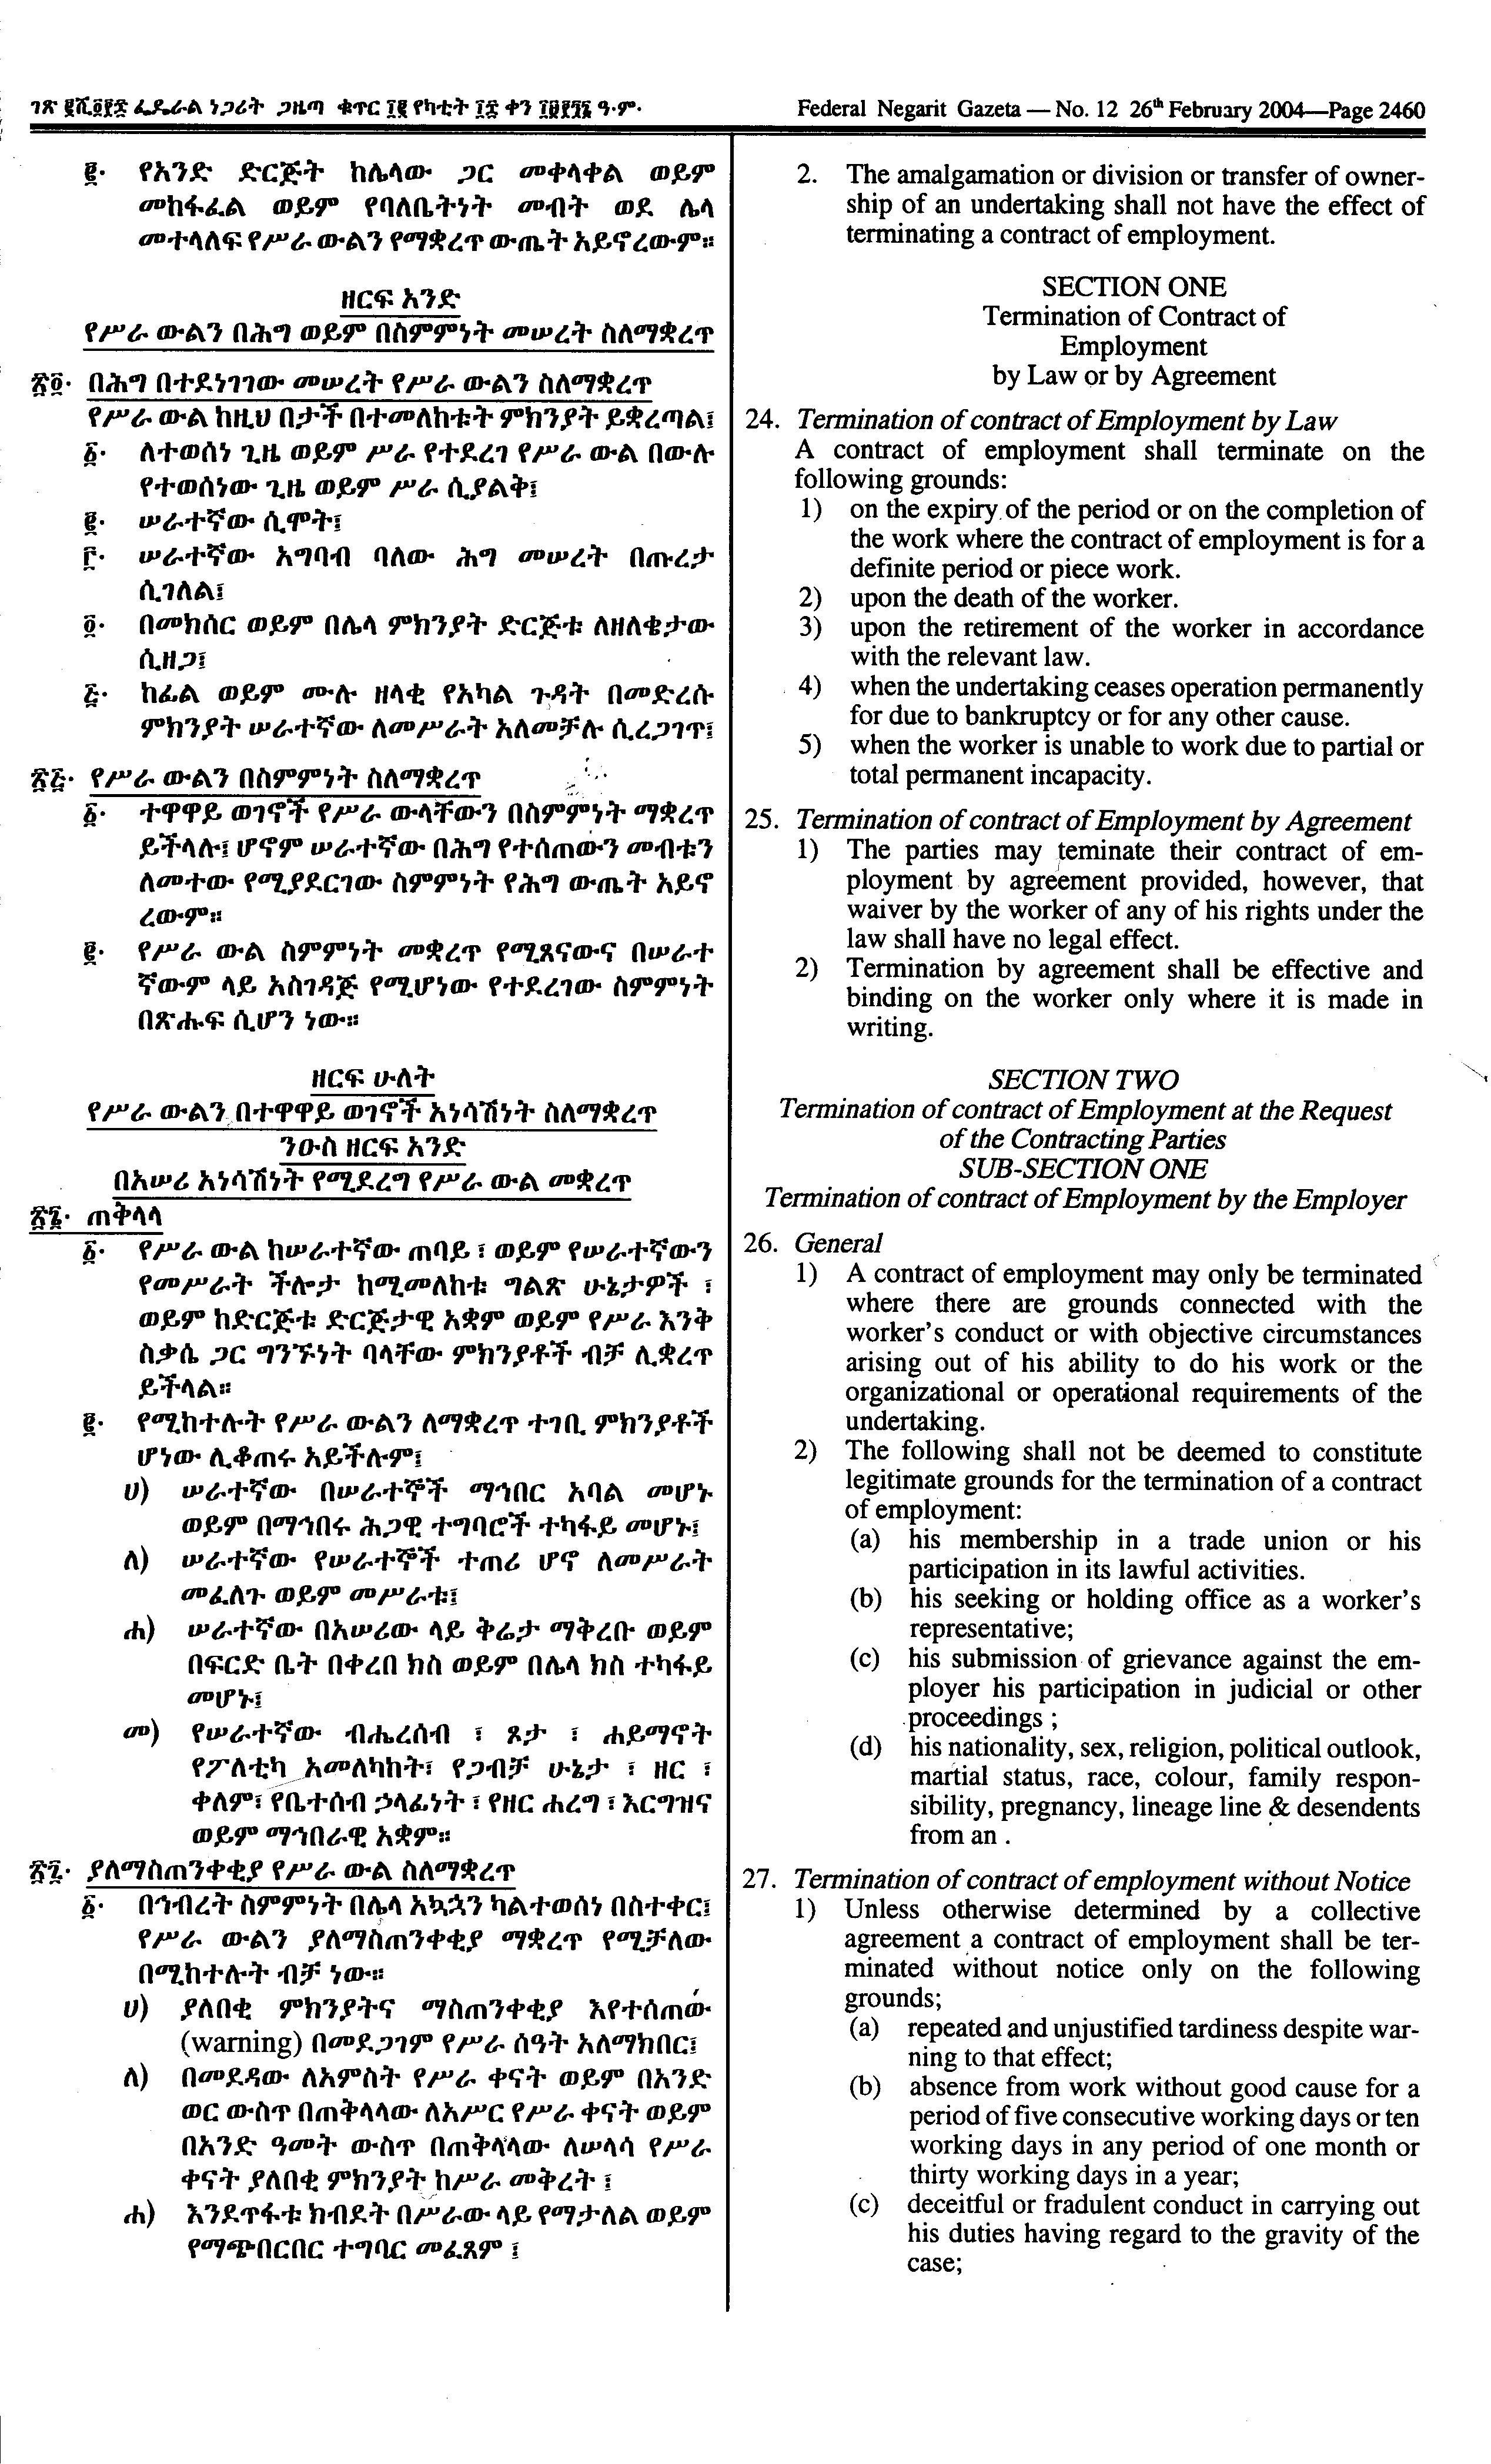 ገጽ ፪ሺ፬፻፷ ፌዴራል ነጋሪት ጋዜጣ ቁጥር ፲፪ የካቲት ፲፰ ቀን ፲፱፻፺፮ ዓ.ም.
Federal Negarit Gazeta — No. 12 26th February 2004—Page 2460
፪. የአንድ ድርጅት ከሌላው ጋር መቀላቀል ወይም
መከፋፈል ወይም የባለቤትነት መብት ወደ ሌላ
መተላለፍ የሥራ ውልን የማቋረጥ ውጤት አይኖረውም።
ዘርፍ አንድ
የሥራ ውልን በሕግ ወይም በስምምነት መሠረት ስለማቋረጥ
፳፬. በሕግ በተደነገገው መሠረት የሥራ ውልን ስለማቋረጥ
የሥራ ውል ከዚህ በታች በተመለከቱት ምክንያት ይቋረጣል፤
፩. ለተወሰነ ጊዜ ወይም ሥራ የተደረገ የሥራ ውል በውሉ
የተወሰነው ጊዜ ወይም ሥራ ሲያልቅ፤
፪. ሠራተኛው ሲሞት፤
፫. ሠራተኛው አግባብ ባለው ሕግ መሠረት በጡረታ
ሲገለል፤
፬. በመክሰር ወይም በሌላ ምክንያት ድርጅቱ ለዘለቄታው
ሲዘጋ፤
፭. ከፊል ወይም ሙሉ ዘላቂ የአካል ጉዳት በመድረሱ
ምክንያት ሠራተኛው ለመሥራት አለመቻሉ ሲረጋገጥ፤
፳፭. የሥራ ውልን በስምምነት ስለማቋረጥ
፩. ተዋዋይ ወገኖች የሥራ ውላቸውን በስምምነት ማቋረጥ
ይችላሉ፤ ሆኖም ሠራተኛው በሕግ የተሰጠውን መብቱን
ለመተው የሚያደርገው ስምምነት የሕግ ውጤት አይኖ
ረውም።
፪. የሥራ ውል ስምምነት መቋረጥ የሚጸናውና በሠራተ
ኛውም ላይ አስገዳጅ የሚሆነው የተደረገው ስምምነት
በጽሑፍ ሲሆን ነው።
ዘርፍ ሁለት
የሥራ ውልን በተዋዋይ ወገኖች አነሳሽነት ስለማቋረጥ
ንዑስ ዘርፍ አንድ
በአሠሪ አነሳሽነት የሚደረግ የሥራ ውል መቋረጥ
፳፮. ጠቅላላ
፩. የሥራ ውል ከሠራተኛው ጠባይ ፣ ወይም የሠራተኛውን
የመሥራት ችሎታ ከሚመለከቱ ግልጽ ሁኔታዎች ፣
ወይም ከድርጅቱ ድርጅታዊ አቋም ወይም የሥራ እንቅ
ስቃሴ ጋር ግንኙነት ባላቸው ምክንያቶች ብቻ ሊቋረጥ
ይችላል።
፪. የሚከተሉት የሥራ ውልን ለማቋረጥ ተገቢ ምክንያቶች
ሆነው ሊቆጠሩ አይችሉም፤
ሀ) ሠራተኛው በሠራተኞች ማኅበር አባል መሆኑ
ወይም በማኅበሩ ሕጋዊ ተግባሮች ተካፋይ መሆኑ፤
ለ) ሠራተኛው የሠራተኞች ተጠሪ ሆኖ ለመሥራት
መፈለጉ ወይም መሥራቱ፤
ሐ) ሠራተኛው በአሠሪው ላይ ቅሬታ ማቅረቡ ወይም
በፍርድ ቤት በቀረበ ክስ ወይም በሌላ ክስ ተካፋይ
መሆኑ፤
መ) የሠራተኛው ብሔረሰብ ፣ ጾታ ፣ ሐይማኖት
የፖለቲካ አመለካከት፣ የጋብቻ ሁኔታ ፣ ዘር ፣
ቀለም፣ የቤተሰብ ኃላፊነት ፣ የዘር ሐረግ ፣ እርግዝና
ወይም ማኅበራዊ አቋም።
፳፯. ያለማስጠንቀቂያ የሥራ ውል ስለማቋረጥ
፩. በኅብረት ስምምነት በሌላ አኳኋን ካልተወሰነ በስተቀር፤
የሥራ ውልን ያለማስጠንቀቂያ ማቋረጥ የሚቻለው
በሚከተሉት ብቻ ነው።
ሀ) ያለበቂ ምክንያትና ማስጠንቀቂያ እየተሰጠው
(warning) በመደጋገም የሥራ ሰዓት አለማክበር፤
ለ) በመደዳው ለአምስት የሥራ ቀናት ወይም በአንድ
ወር ውስጥ በጠቅላላው ለአሥር የሥራ ቀናት ወይም
በአንድ ዓመት ውስጥ በጠቅላላው ለሠላሳ የሥራ
ቀናት ያለበቂ ምክንያት ከሥራ መቅረት ፤
ሐ) እንደጥፋቱ ክብደት በሥራው ላይ የማታለል ወይም
የማጭበርበር ተግባር መፈጸም ፤
2. The amalgamation or division or transfer of owner-
ship of an undertaking shall not have the effect of
terminating a contract of employment.
SECTION ONE
Termination of Contract of
Employment
by Law or by Agreement
24. Termination of contract of Employment by Law
A contract of employment shall terminate on the
following grounds:
1) on the expiry of the period or on the completion of
the work where the contract of employment is for a
definite period or piece work.
2) upon the death of the worker.
3) upon the retirement of the worker in accordance
with the relevant law.
4) when the undertaking ceases operation permanently
for due to bankruptcy or for any other cause.
5) when the worker is unable to work due to partial or
total permanent incapacity.
25. Termination of contract of Employment by Agreement
1) The parties may teminate their contract of em-
ployment by agreement provided, however, that
waiver by the worker of any of his rights under the
law shall have no legal effect.
2) Termination by agreement shall be effective and
binding on the worker only where it is made in
writing.
SECTION TWO
Termination of contract of Employment at the Request
of the Contracting Parties
SUB-SECTION ONE
Termination of contract of Employment by the Employer
26. General
1) A contract of employment may only be terminated
where there are grounds connected with the
worker's conduct or with objective circumstances
arising out of his ability to do his work or the
organizational or operational requirements of the
undertaking.
2) The following shall not be deemed to constitute
legitimate grounds for the termination of a contract
of employment:
(a) his membership in a trade union or his
participation in its lawful activities.
(b) his seeking or holding office as a worker's
representative;
(c) his submission of grievance against the em-
ployer his participation in judicial or other
proceedings ;
(d) his nationality, sex, religion, political outlook,
martial status, race, colour, family respon-
sibility, pregnancy, lineage line & desendents
from an .
27. Termination of contract of employment without Notice
1) Unless otherwise determined by a collective
agreement a contract of employment shall be ter-
minated without notice only on the following
grounds;
(a) repeated and unjustified tardiness despite war-
ning to that effect;
(b) absence from work without good cause for a
period of five consecutive working days or ten
working days in any period of one month or
thirty working days in a year;
(c) deceitful or fraudulent conduct in carrying out
his duties having regard to the gravity of the
case;